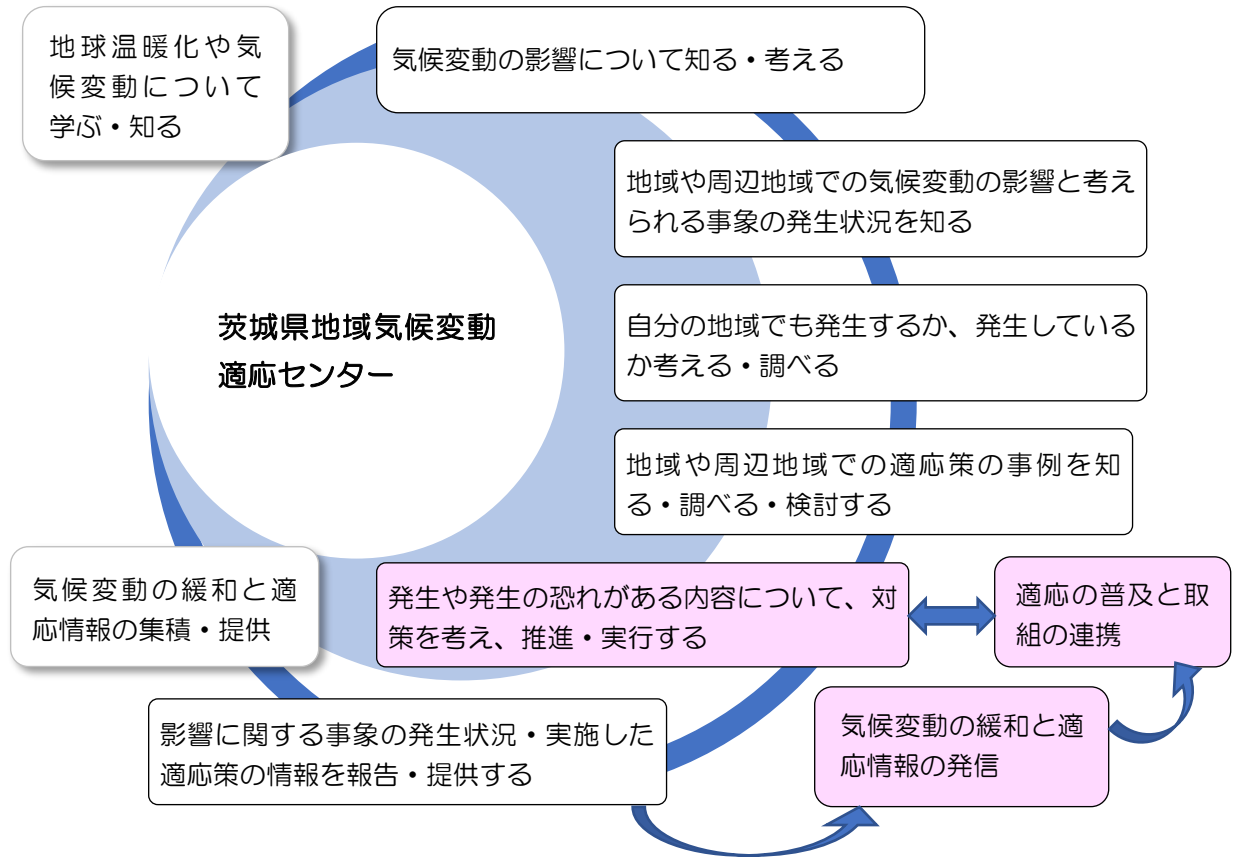 地球温暖化や気
候変動について
学ぶ・知る
気候変動の影響について知る・考える
地域や周辺地域での気候変動の影響と考え
られる事象の発生状況を知る
自分の地域でも発生するか、発生している
か考える・調べる
茨城県地域気候変動
適応センター
地域や周辺地域での適応策の事例を知
る・調べる・検討する
発生や発生の恐れがある内容について、対
策を考え、推進・実行する
適応の普及と取
組の連携
気候変動の緩和と適
応情報の集積・提供
影響に関する事象の発生状況・実施した
適応策の情報を報告・提供する
気候変動の緩和と適
応情報の発信